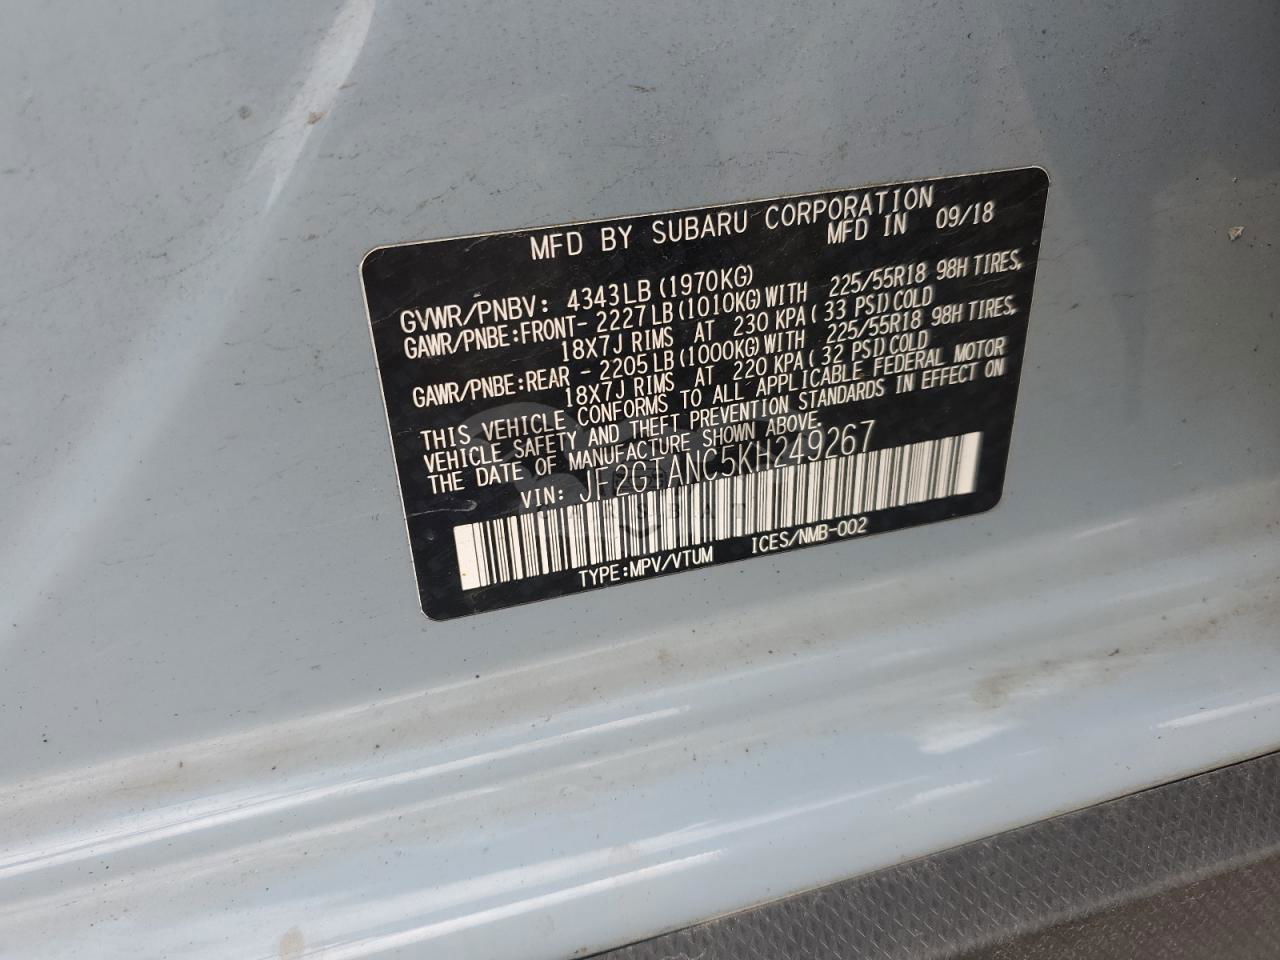 MFD BY SUBARU CORPORATION
MFD IN 09/18
GVWR/PNBV: 4343LB(1970KG)
GAWR/PNBE:FRONT- 2227LB(1010KG)WITH 225/55R18 98H TIRES,
18X7J RIMS AT 230 KPA( 33 PSI)COLD
GAWR/PNBE:REAR - 2205LB(1000KG)WITH 225/55R18 98H TIRES,
18X7J RIMS AT 220 KPA( 32 PSI)COLD
THIS VEHICLE CONFORMS TO ALL APPLICABLE FEDERAL MOTOR
VEHICLE SAFETY AND THEFT PREVENTION STANDARDS IN EFFECT ON
THE DATE OF MANUFACTURE SHOWN ABOVE.
VIN: JF2GTANC5KH249267
TYPE:MPV/VTUM ICES/NMB-002